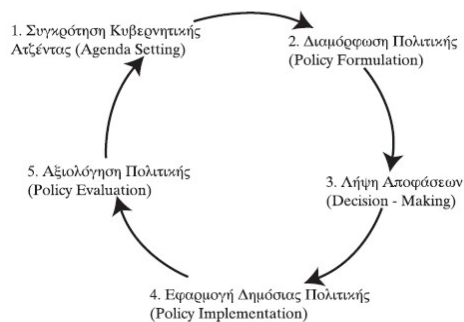 1. Συγκρότηση Κυβερνητικής
Ατζέντας (Agenda Setting)
2. Διαμόρφωση Πολιτικής
(Policy Formulation)
3. Λήψη Αποφάσεων
(Decision - Making)
4. Εφαρμογή Δημόσιας Πολιτικής
(Policy Implementation)
5. Αξιολόγηση Πολιτικής
(Policy Evaluation)